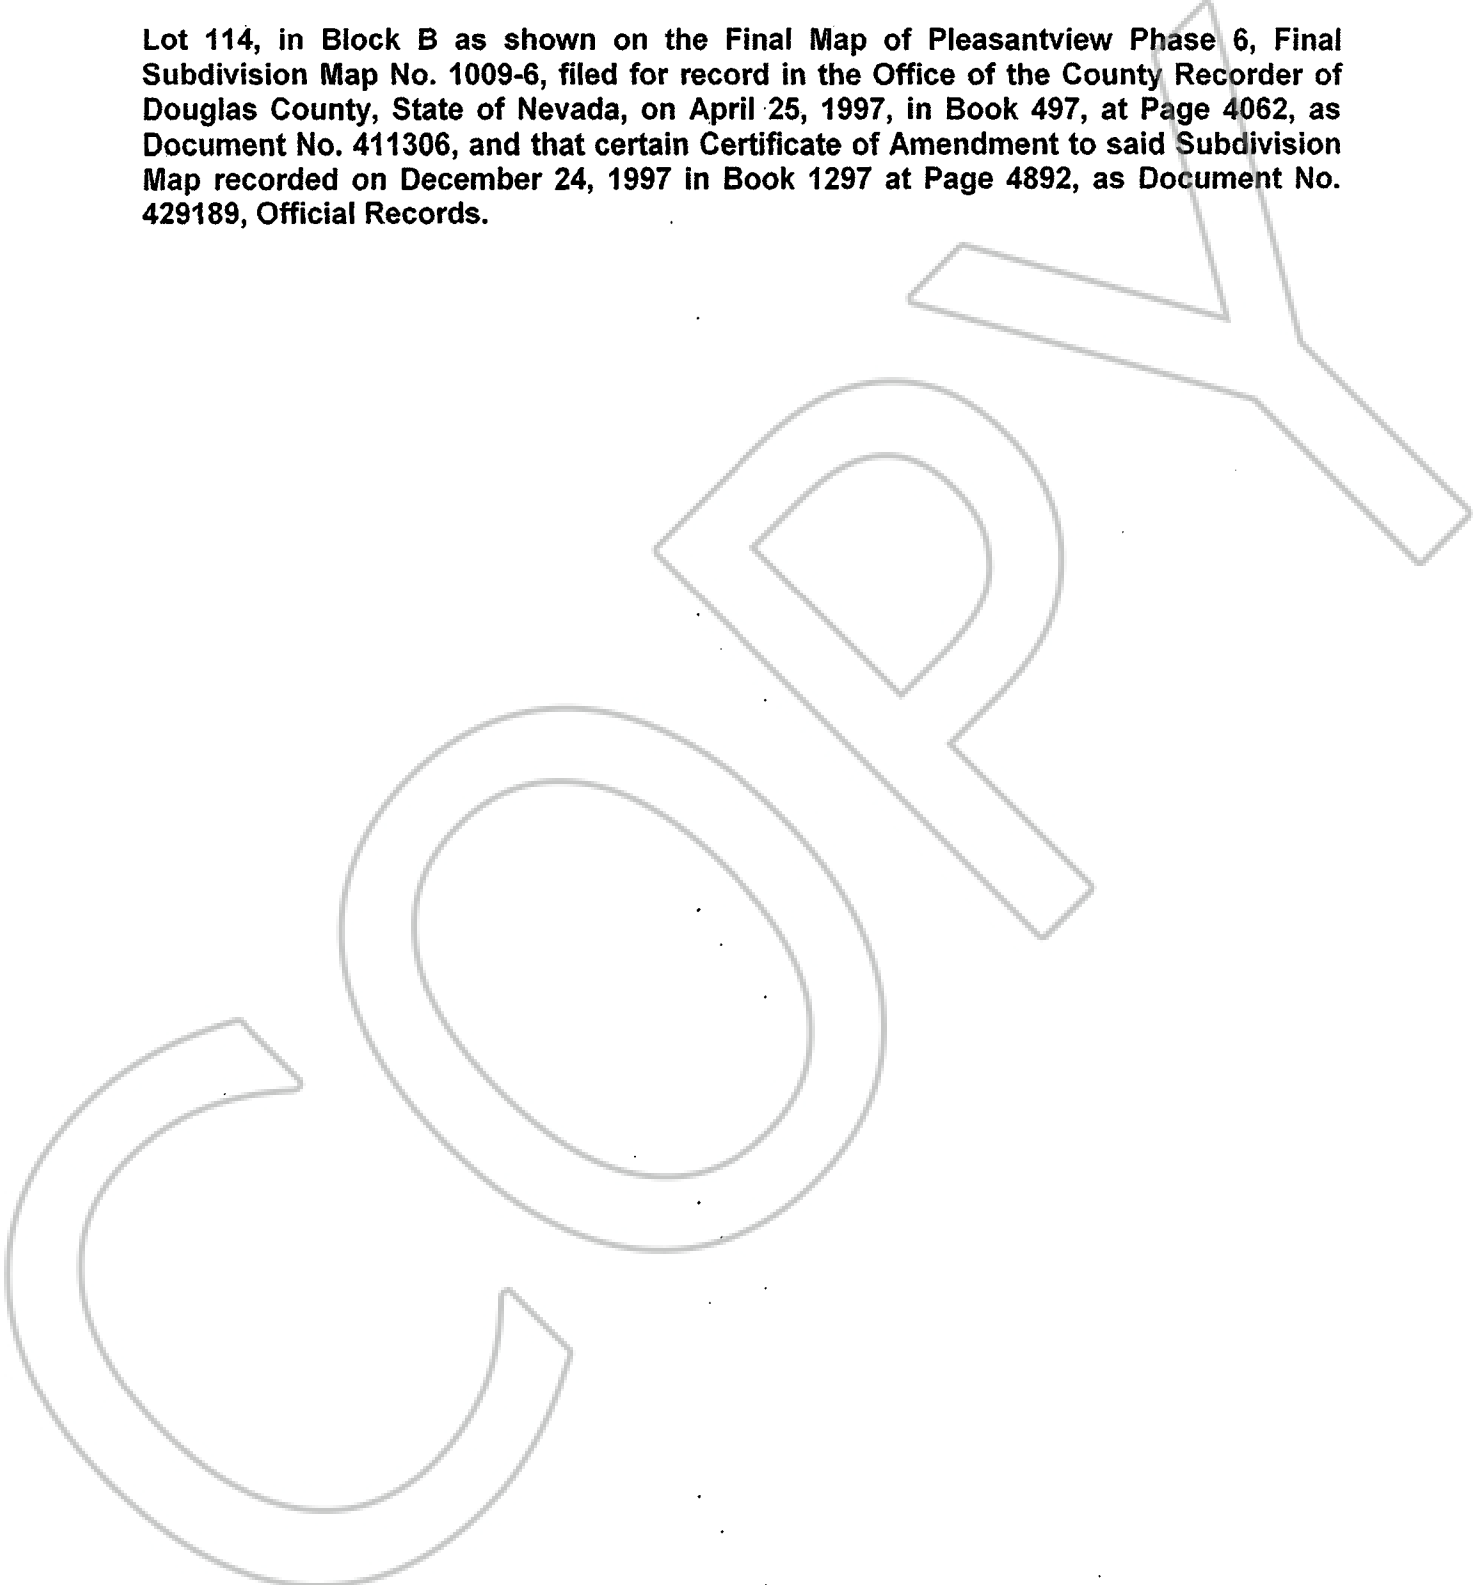 Lot 114, in Block B as shown on the Final Map of Pleasantview Phase 6, Final
Subdivision Map No. 1009-6, filed for record in the Office of the County Recorder of
Douglas County, State of Nevada, on April 25, 1997, in Book 497, at Page 4062, as
Document No. 411306, and that certain Certificate of Amendment to said Subdivision
Map recorded on December 24, 1997 in Book 1297 at Page 4892, as Document No.
429189, Official Records.
COPY